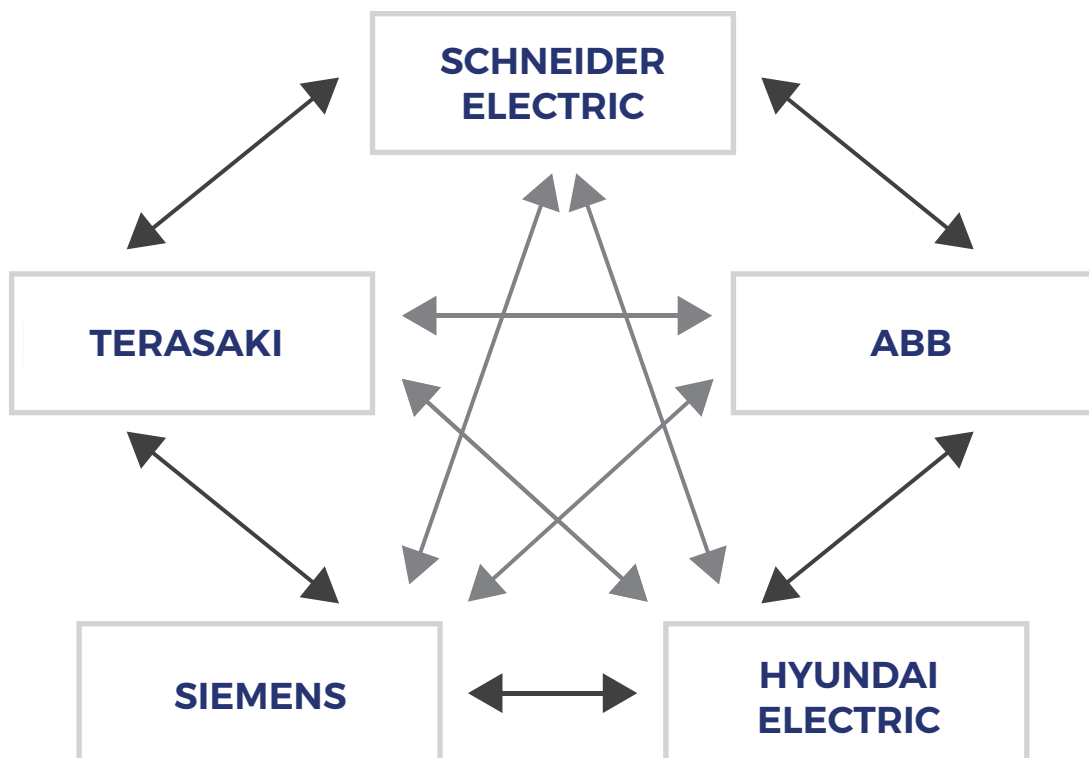 SCHNEIDER
ELECTRIC
TERASAKI
ABB
SIEMENS
HYUNDAI
ELECTRIC